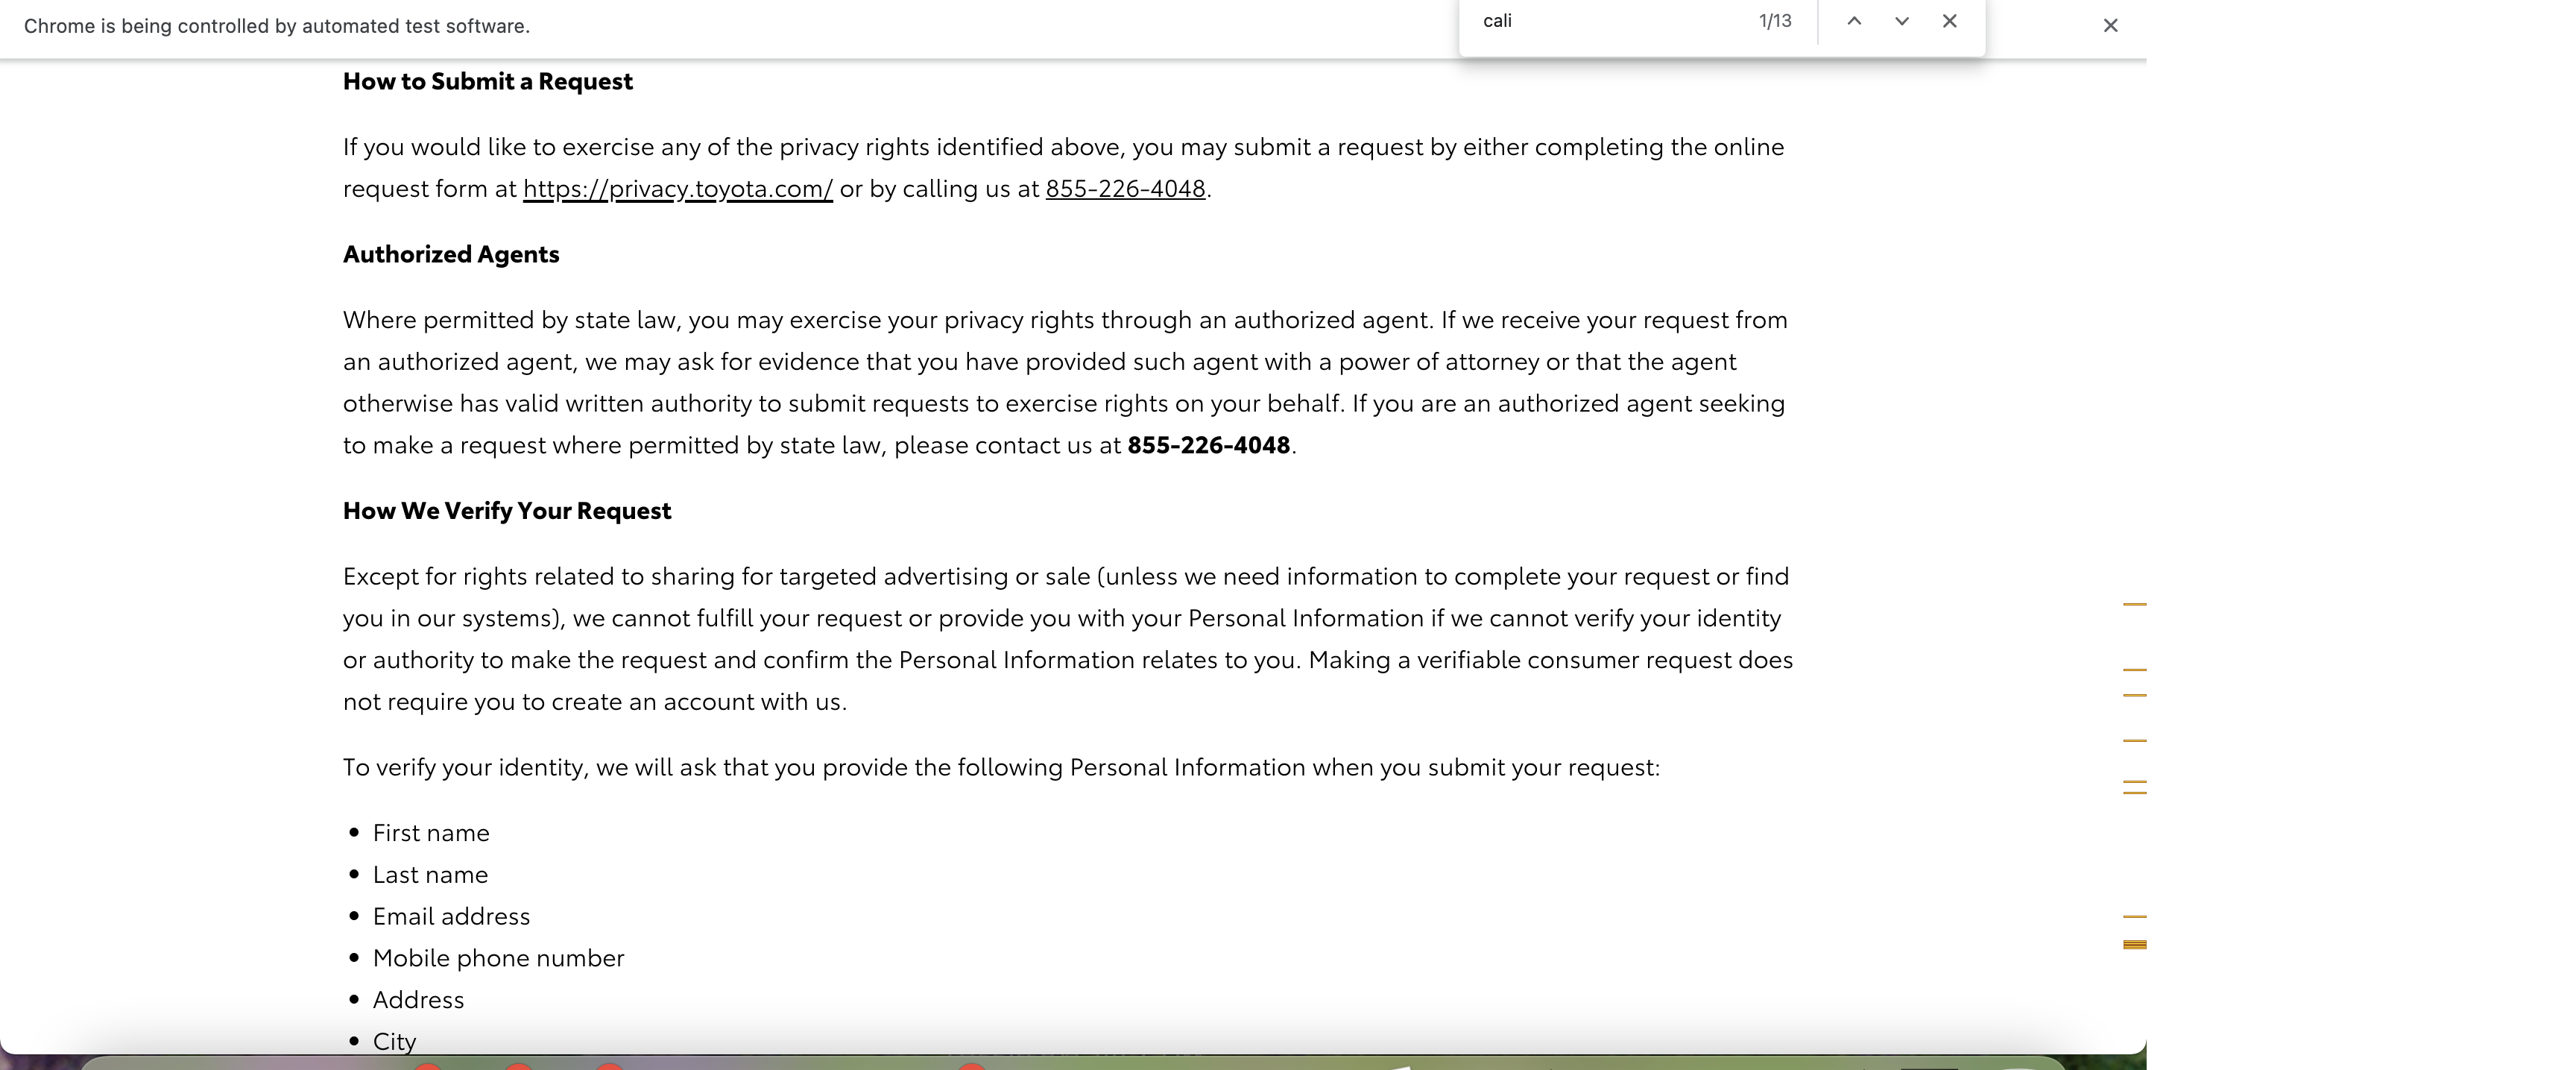 Chrome is being controlled by automated test software.
cali
1/13
How to Submit a Request
If you would like to exercise any of the privacy rights identified above, you may submit a request by either completing the online
request form at https://privacy.toyota.com/ or by calling us at 855-226-4048.
Authorized Agents
Where permitted by state law, you may exercise your privacy rights through an authorized agent. If we receive your request from
an authorized agent, we may ask for evidence that you have provided such agent with a power of attorney or that the agent
otherwise has valid written authority to submit requests to exercise rights on your behalf. If you are an authorized agent seeking
to make a request where permitted by state law, please contact us at 855-226-4048.
How We Verify Your Request
Except for rights related to sharing for targeted advertising or sale (unless we need information to complete your request or find
you in our systems), we cannot fulfill your request or provide you with your Personal Information if we cannot verify your identity
or authority to make the request and confirm the Personal Information relates to you. Making a verifiable consumer request does
not require you to create an account with us.
To verify your identity, we will ask that you provide the following Personal Information when you submit your request:
• First name
• Last name
• Email address
• Mobile phone number
• Address
• City